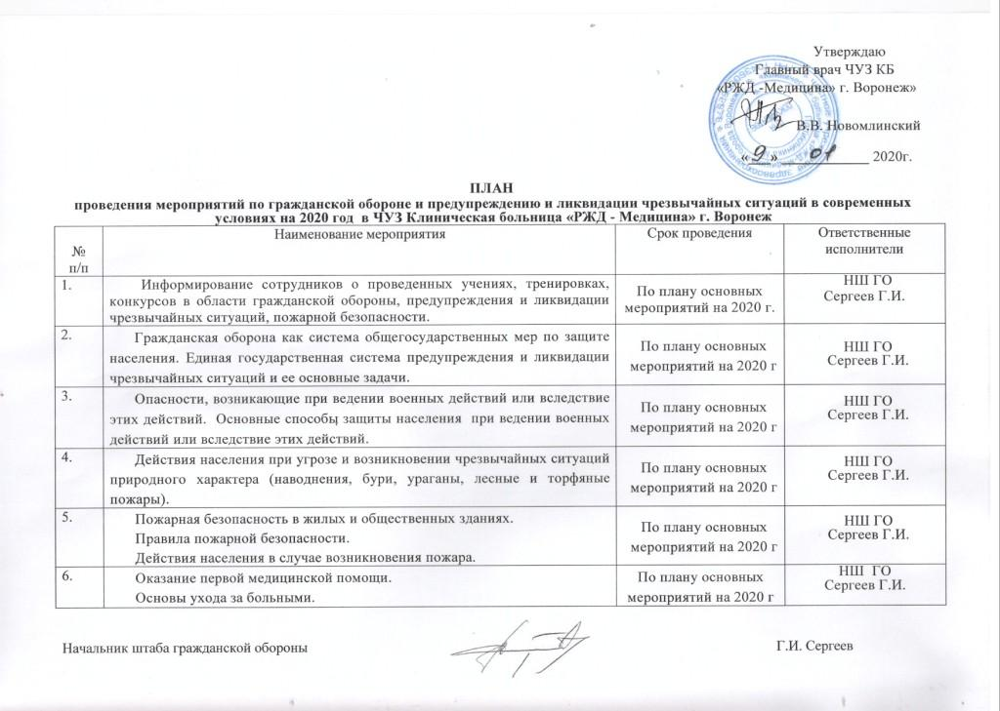 Утверждаю
Главный врач ЧУЗ КБ
«РЖД -Медицина» г. Воронеж»
В.В. Новомлинский
« 9 » 01 2020г.
ПЛАН
проведения мероприятий по гражданской обороне и предупреждению и ликвидации чрезвычайных ситуаций в современных
условиях на 2020 год в ЧУЗ Клиническая больница «РЖД - Медицина» г. Воронеж
№
п/п
Наименование мероприятия
Срок проведения
Ответственные
исполнители
1.
Информирование сотрудников о проведенных учениях, тренировках,
конкурсов в области гражданской обороны, предупреждения и ликвидации
чрезвычайных ситуаций, пожарной безопасности.
По плану основных
мероприятий на 2020 г.
НШ ГО
Сергеев Г.И.
2.
Гражданская оборона как система общегосударственных мер по защите
населения. Единая государственная система предупреждения и ликвидации
чрезвычайных ситуаций и ее основные задачи.
По плану основных
мероприятий на 2020 г
НШ ГО
Сергеев Г.И.
3.
Опасности, возникающие при ведении военных действий или вследствие
этих действий. Основные способы защиты населения при ведении военных
действий или вследствие этих действий.
По плану основных
мероприятий на 2020 г
НШ ГО
Сергеев Г.И.
4.
Действия населения при угрозе и возникновении чрезвычайных ситуаций
природного характера (наводнения, бури, ураганы, лесные и торфяные
пожары).
По плану основных
мероприятий на 2020 г
НШ ГО
Сергеев Г.И.
5.
Пожарная безопасность в жилых и общественных зданиях.
Правила пожарной безопасности.
Действия населения в случае возникновения пожара.
По плану основных
мероприятий на 2020 г
НШ ГО
Сергеев Г.И.
6.
Оказание первой медицинской помощи.
Основы ухода за больными.
По плану основных
мероприятий на 2020 г
НШ ГО
Сергеев Г.И.
Начальник штаба гражданской обороны
Г.И. Сергеев